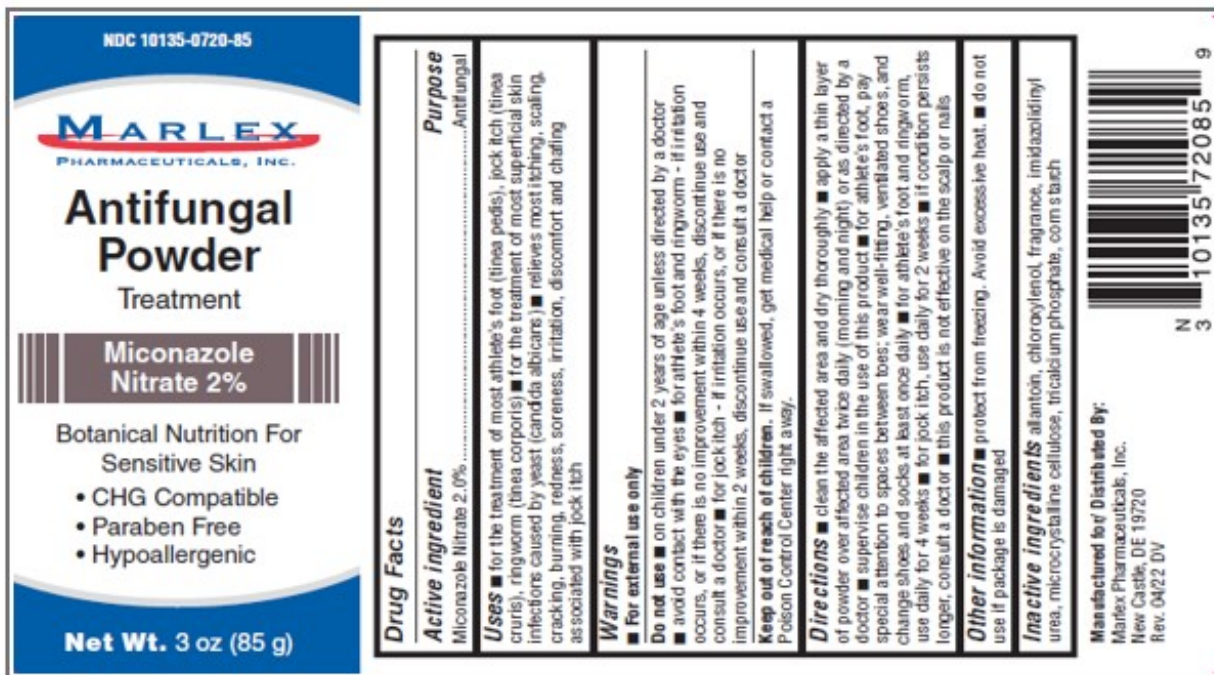 NDC 10135-0720-85
MARLEX
PHARMACEUTICALS, INC.
Antifungal
Powder
Treatment
Miconazole
Nitrate 2%
Botanical Nutrition For
Sensitive Skin
• CHG Compatible
• Paraben Free
• Hypoallergenic
Net Wt. 3 oz (85 g)
Drug Facts
Active ingredient Purpose
Miconazole Nitrate 2.0%..............................Antifungal
Uses ■ for the treatment of most athlete's foot (tinea pedis), jock itch (tinea
cruris), ringworm (tinea corporis) ■ for the treatment of most superficial skin
infections caused by yeast (candida albicans) ■ relieves most itching, scaling,
cracking, burning, redness, soreness, irritation, discomfort and chafing
associated with jock itch
Warnings
■ For external use only
Do not use ■ on children under 2 years of age unless directed by a doctor
■ avoid contact with the eyes ■ for athlete's foot and ringworm - if irritation
occurs, or if there is no improvement within 4 weeks, discontinue use and
consult a doctor ■ for jock itch - if irritation occurs, or if there is no
improvement within 2 weeks, discontinue use and consult a doctor
Keep out of reach of children. If swallowed, get medical help or contact a
Poison Control Center right away.
Directions ■ clean the affected area and dry thoroughly ■ apply a thin layer
of powder over affected area twice daily (morning and night) or as directed by a
doctor ■ supervise children in the use of this product ■ for athlete's foot, pay
special attention to spaces between toes; wear well-fitting, ventilated shoes, and
change shoes and socks at least once daily ■ for athlete's foot and ringworm,
use daily for 4 weeks ■ for jock itch, use daily for 2 weeks ■ if condition persists
longer, consult a doctor ■ this product is not effective on the scalp or nails
Other information ■ protect from freezing. Avoid excessive heat. ■ do not
use if package is damaged
Inactive ingredients allantoin, chloroxylenol, fragrance, imidazolidinyl
urea, microcrystalline cellulose, tricalcium phosphate, corn starch
Manufactured for/ Distributed By:
Marlex Pharmaceuticals, Inc.
New Castle, DE 19720
Rev. 04/22 DV
N
3 10135 72085 9